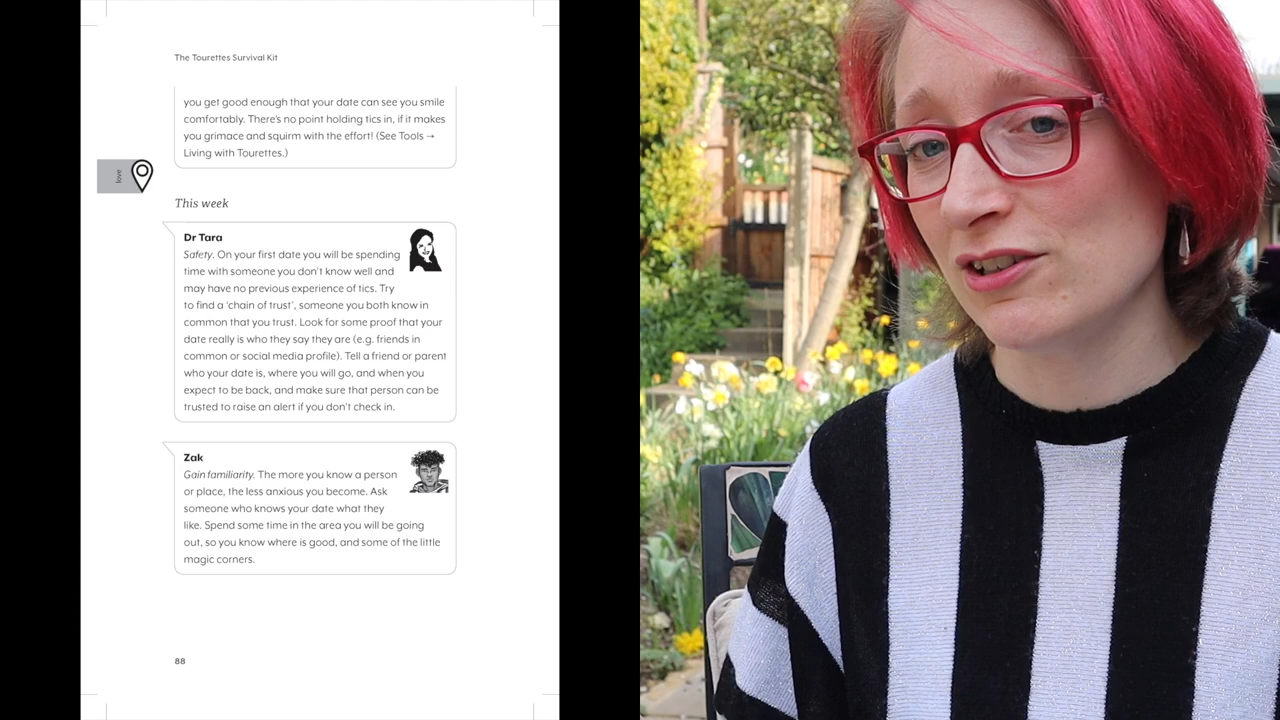 The Tourettes Survival Kit
you get good enough that your date can see you smile
comfortably. There's no point holding tics in, if it makes
you grimace and squirm with the effort! (See Tools →
Living with Tourettes.)
love
This week
Dr Tara
Safety. On your first date you will be spending
time with someone you don't know well and
may have no previous experience of tics. Try
to find a 'chain of trust', someone you both know in
common that you trust. Look for some proof that your
date really is who they say they are (e.g. friends in
common or social media profile). Tell a friend or parent
who your date is, where you will go, and when you
expect to be back, and make sure that person can be
trusted to raise an alert if you don't check in.
Zak
Gain familiarity. The more you know a person
or place, the less anxious you become. Ask
someone who knows your date what they
like. Spend some time in the area you will be going
out, so you know where is good, and some of the little
magic corners.
88